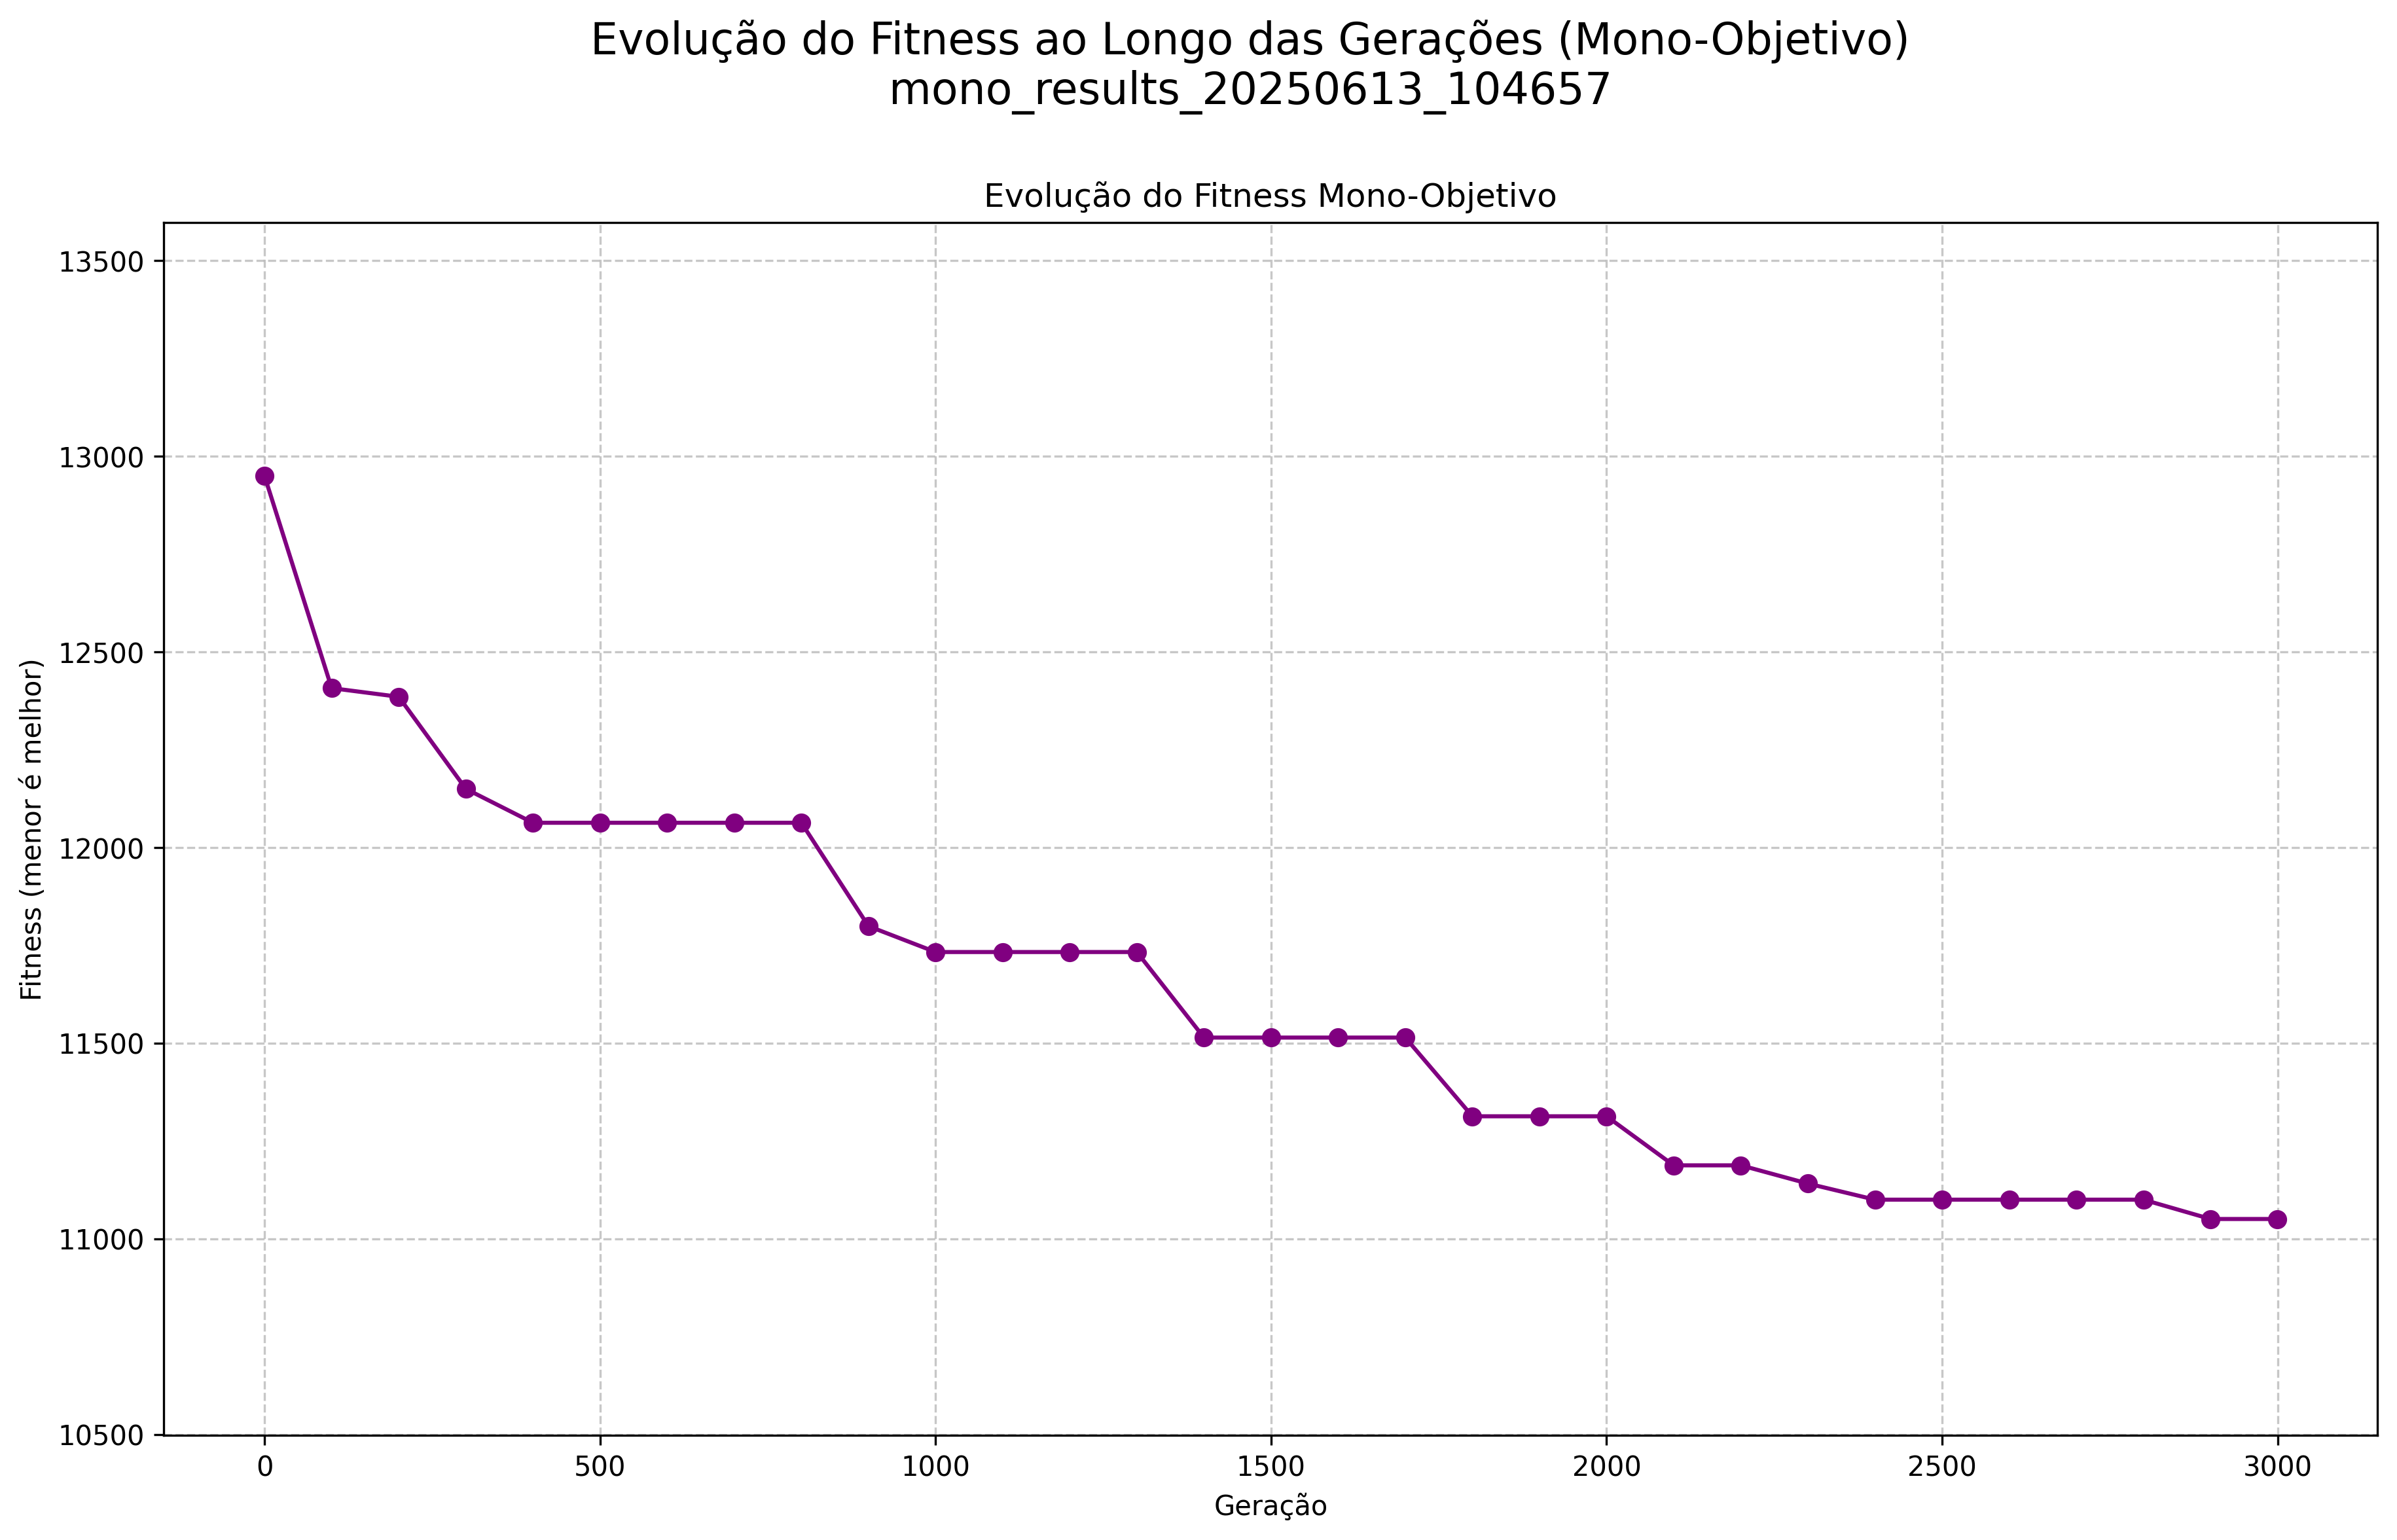 Evolução do Fitness ao Longo das Gerações (Mono-Objetivo)
mono_results_20250613_104657
Evolução do Fitness Mono-Objetivo
13500
13000
12500
12000
11500
11000
10500
Fitness (menor é melhor)
0 500 1000 1500 2000 2500 3000
Geração